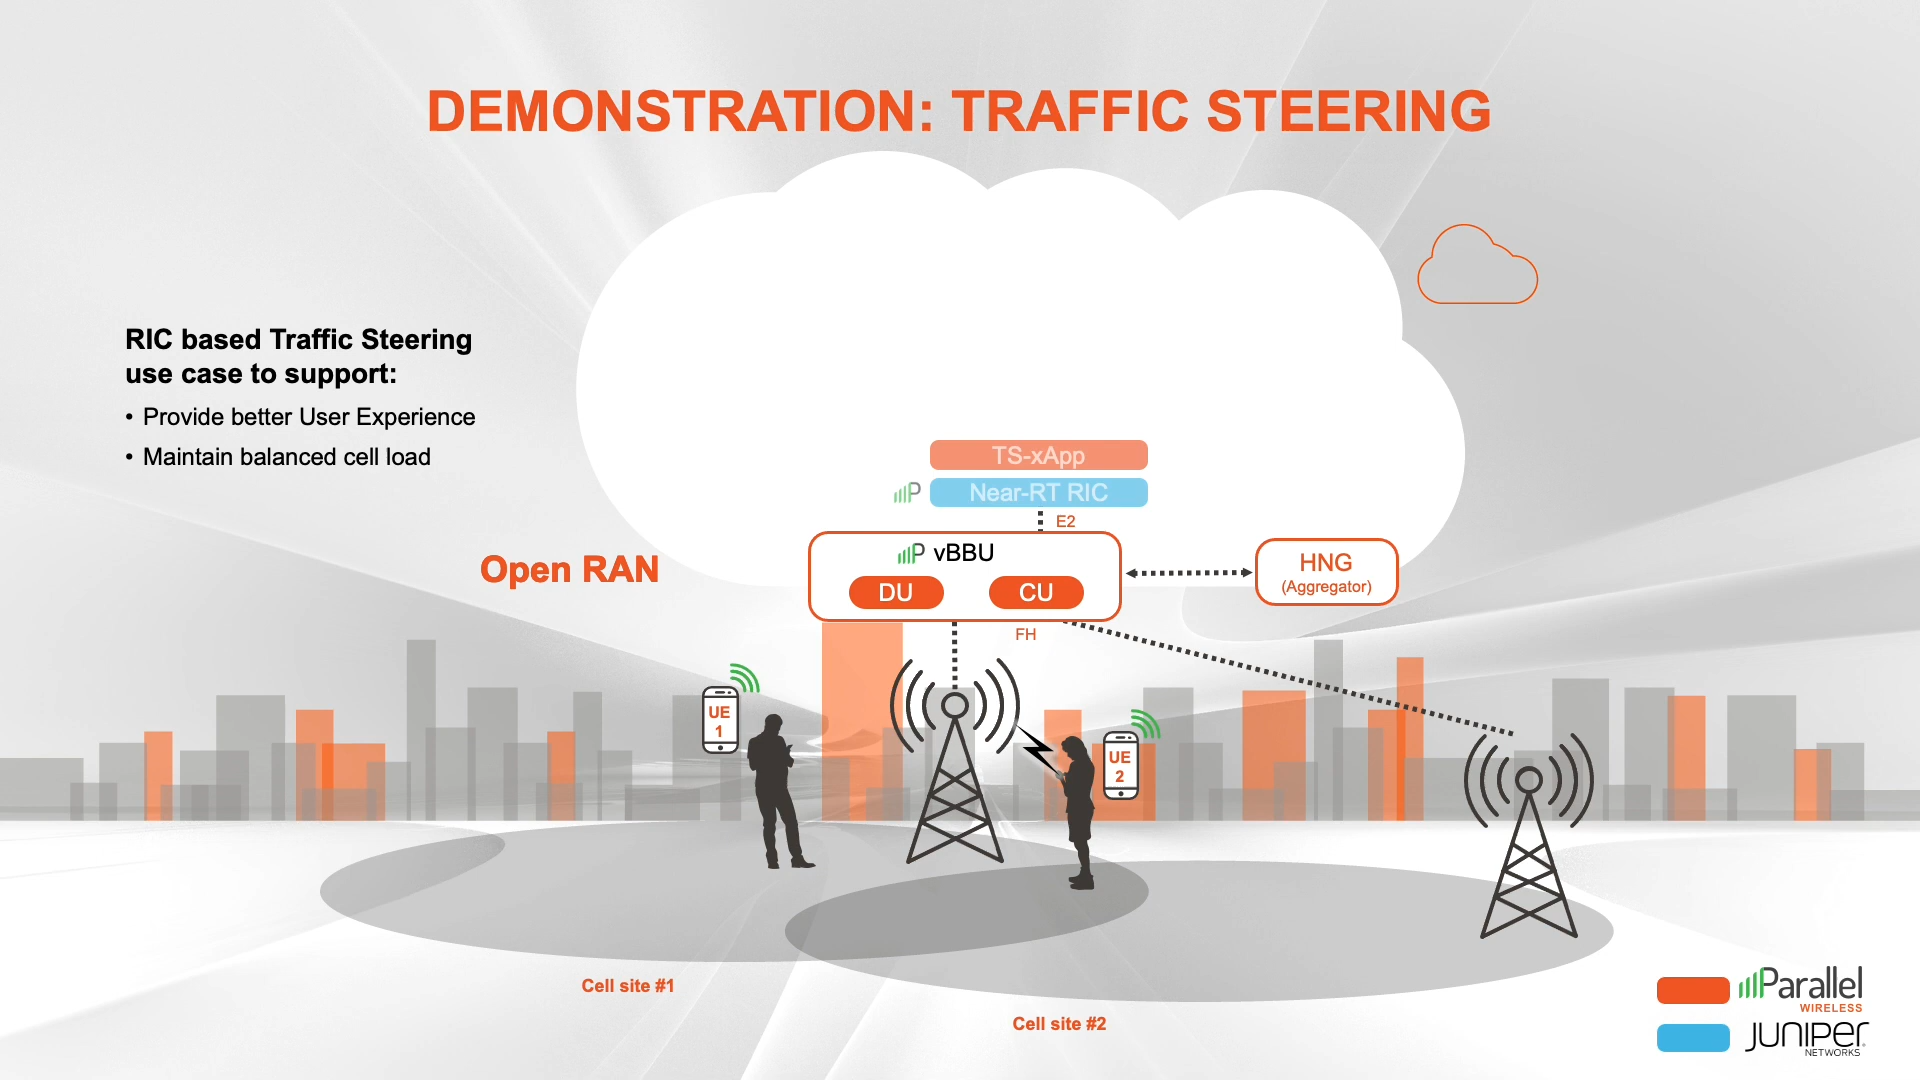 DEMONSTRATION: TRAFFIC STEERING
RIC based Traffic Steering
use case to support:
• Provide better User Experience
• Maintain balanced cell load
TS-xApp
Near-RT RIC
E2
Open RAN
vBBU
DU
CU
HNG
(Aggregator)
FH
UE
1
UE
2
Cell site #1
Cell site #2
Parallel
WIRELESS
JUNIPER
NETWORKS